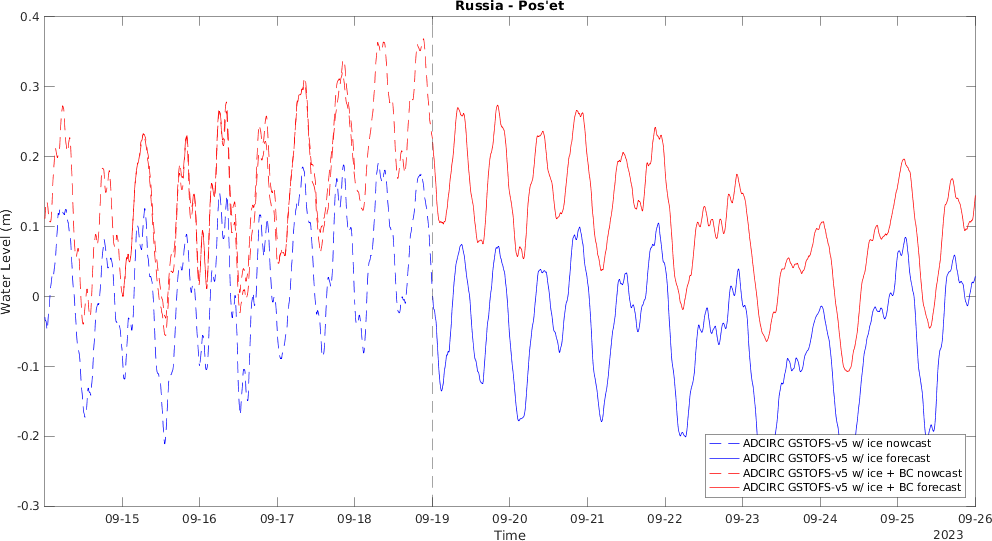 Russia - Pos'et
Water Level (m)
0.4
0.3
0.2
0.1
0
-0.1
-0.2
-0.3
ADCIRC GSTOFS-v5 w/ ice nowcast
ADCIRC GSTOFS-v5 w/ ice forecast
ADCIRC GSTOFS-v5 w/ ice + BC nowcast
ADCIRC GSTOFS-v5 w/ ice + BC forecast
09-15 09-16 09-17 09-18 09-19 09-20 09-21 09-22 09-23 09-24 09-25 09-26
Time
2023